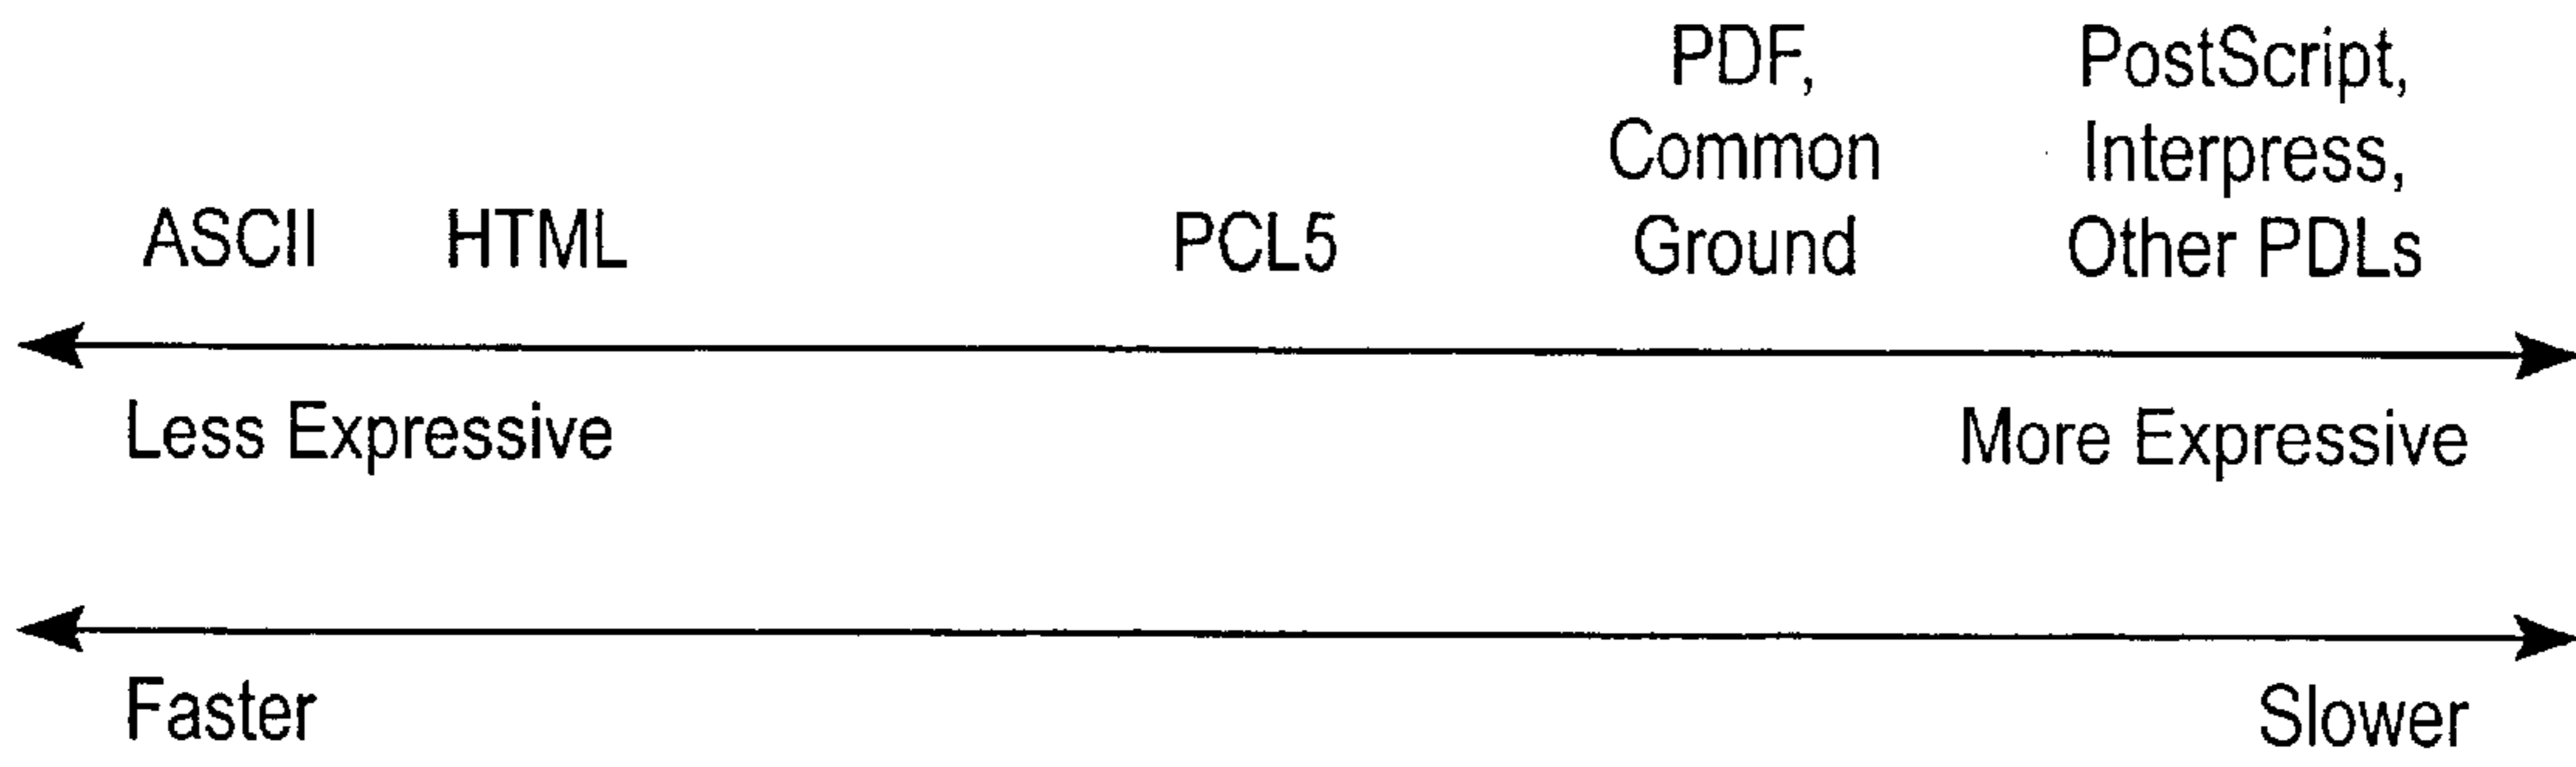 PDF, PostScript,
Common Interpress,
ASCII HTML PCL5 Ground Other PDLs
Less Expressive More Expressive
Faster Slower